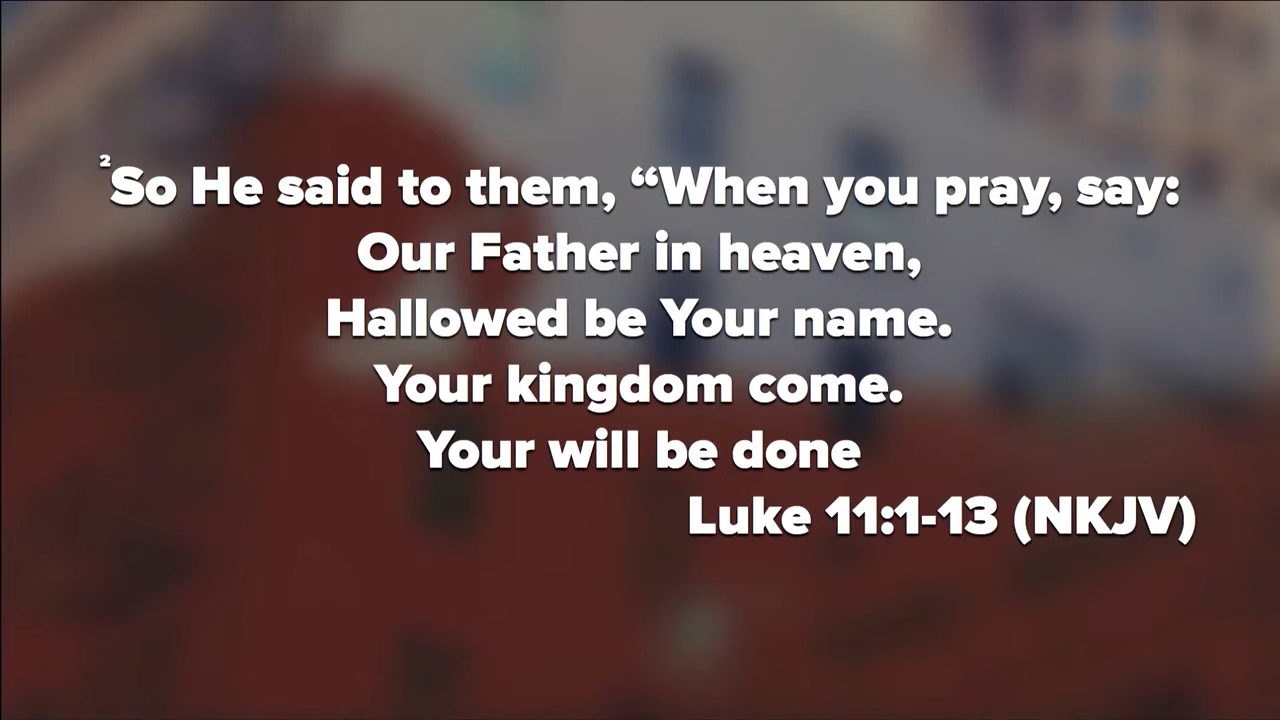 ²So He said to them, “When you pray, say:
Our Father in heaven,
Hallowed be Your name.
Your kingdom come.
Your will be done
Luke 11:1-13 (NKJV)